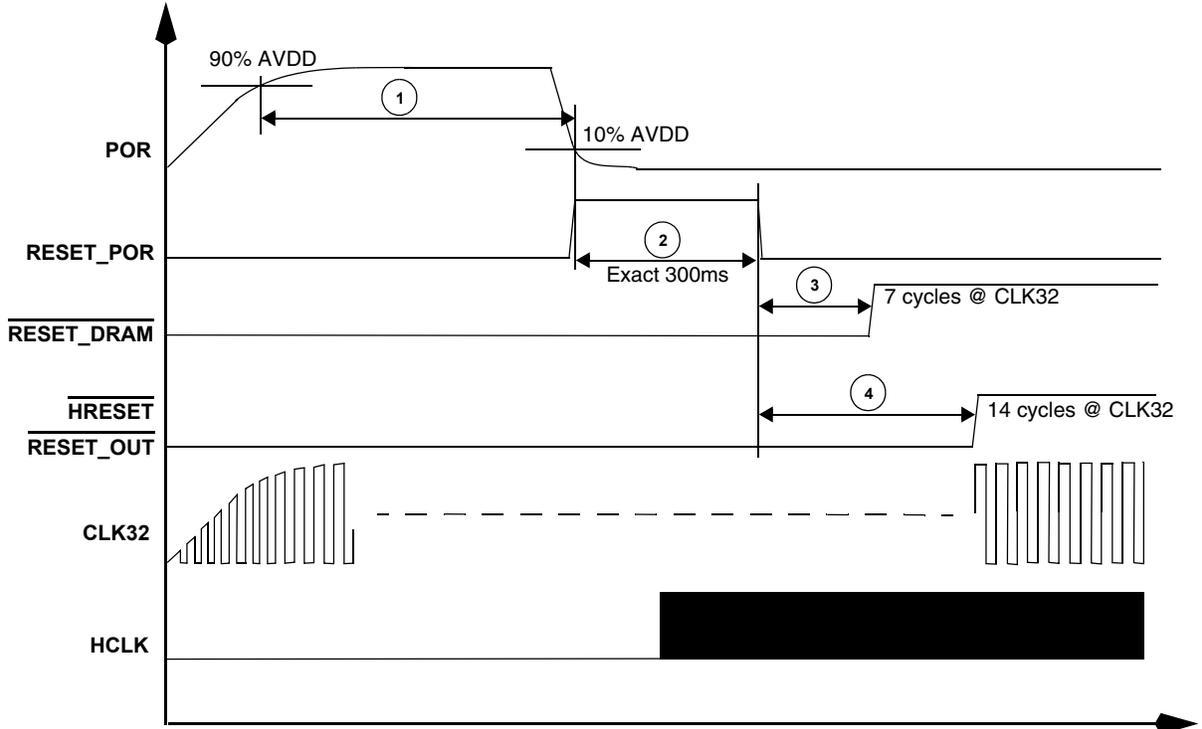 90% AVDD
1
10% AVDD
POR
2
RESET_POR
Exact 300ms
3
7 cycles @ CLK32
RESET_DRAM
4
HRESET
14 cycles @ CLK32
RESET_OUT
CLK32
HCLK